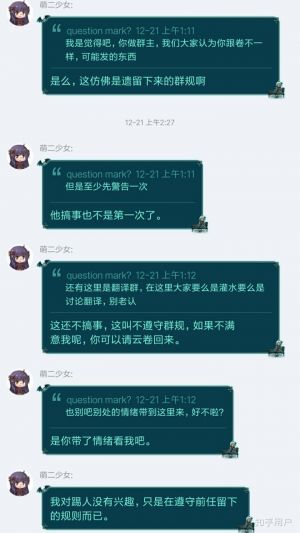 萌二少女:
question mark? 12-21 上午1:11
我是觉得吧，你做群主，我们大家认为你跟卷不一
样，可能发的东西
是么，这仿佛是遗留下来的群规啊
12-21 上午2:27
萌二少女:
question mark? 12-21 上午1:11
但是至少先警告一次
他搞事也不是第一次了。
萌二少女:
question mark? 12-21 上午1:12
还有这里是翻译群，在这里大家要么是灌水要么是
讨论翻译，别老认
这还不搞事，这叫不遵守群规，如果不满
意我呢，你可以请云卷回来。
萌二少女:
question mark? 12-21 上午1:12
也别吧别处的情绪带到这里来，好不啦？
是你带了情绪看我吧。
萌二少女:
我对踢人没有兴趣，只是在遵守前任留下
的规则而已。
知乎用户